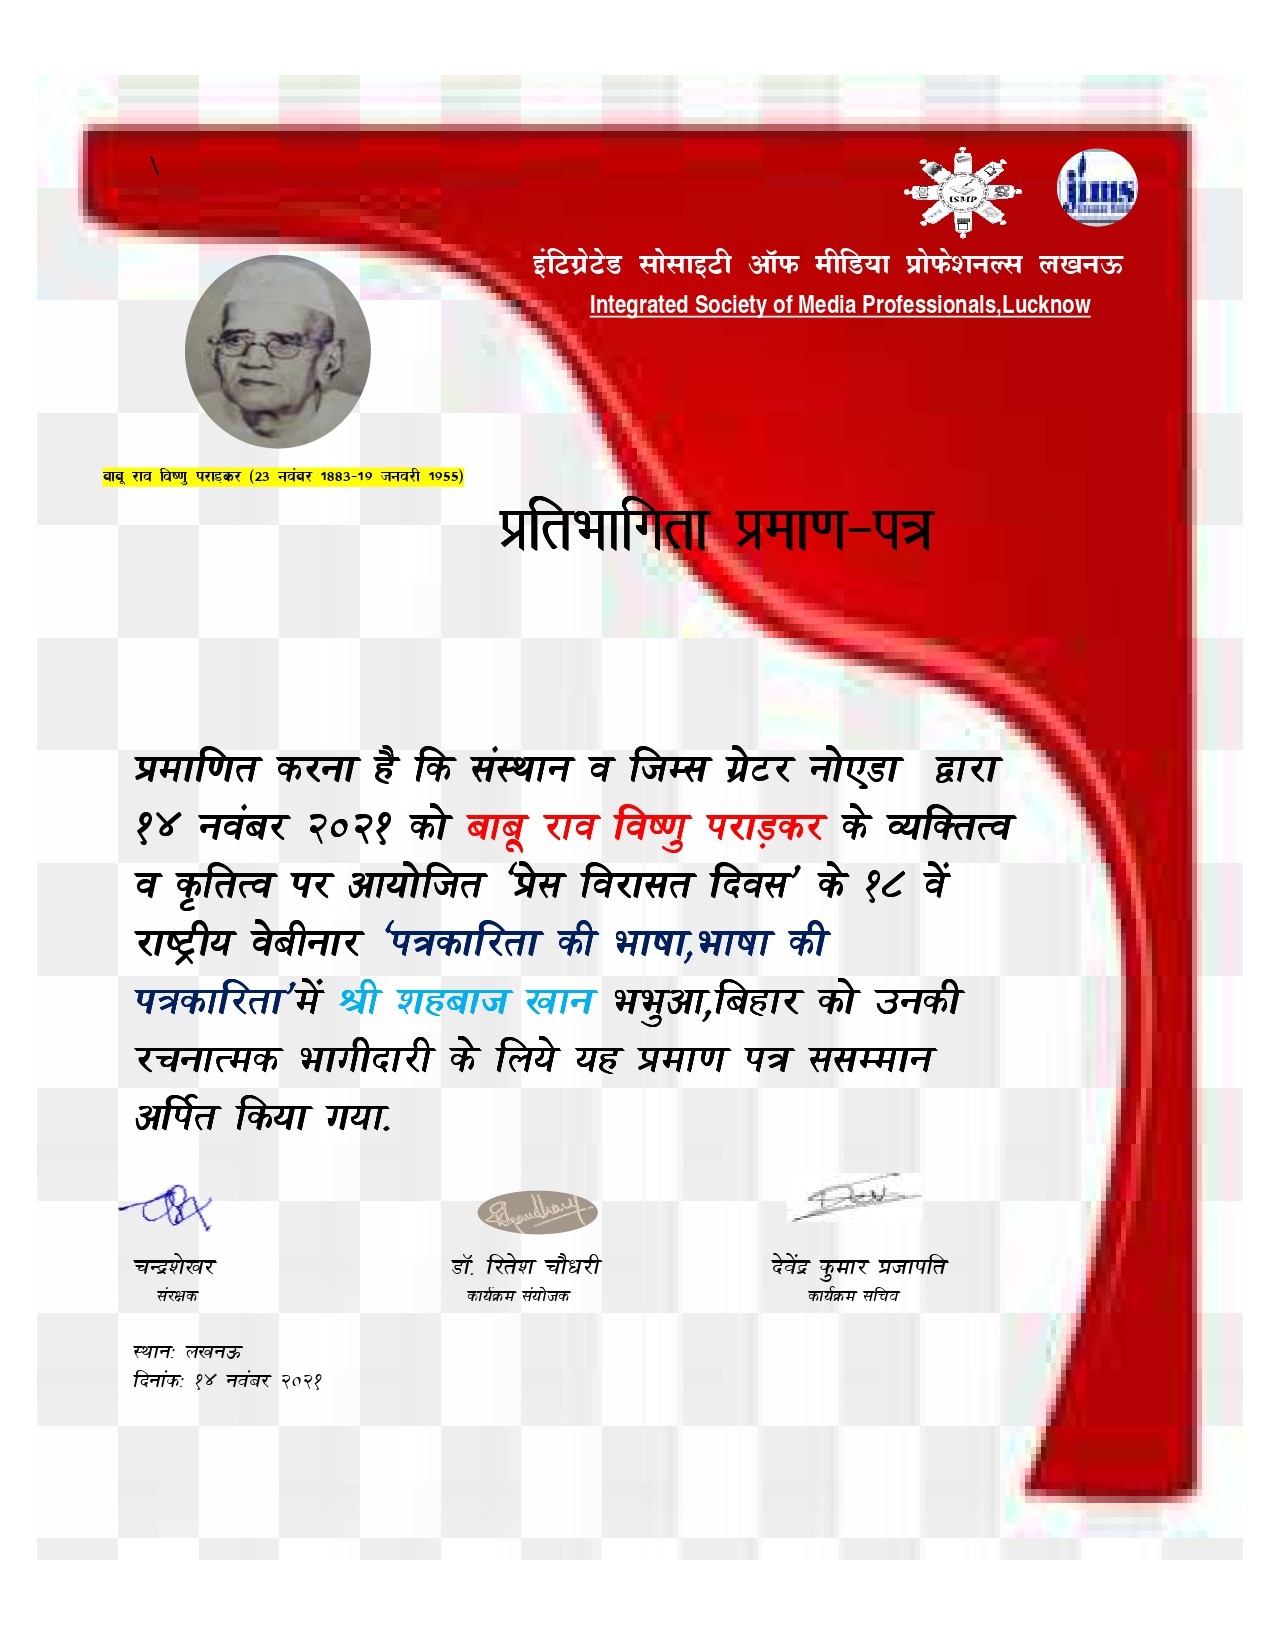 \
ISMP
jims
इंटिग्रेटेड सोसाइटी ऑफ मीडिया प्रोफेशनल्स लखनऊ
Integrated Society of Media Professionals,Lucknow
बाबू राव विष्णु पराड़कर (23 नवंबर 1883-19 जनवरी 1955)
प्रतिभागिता प्रमाण-पत्र
प्रमाणित करना है कि संस्थान व जिम्स ग्रेटर नोएडा द्वारा
१४ नवंबर २०२१ को बाबू राव विष्णु पराड़कर के व्यक्तित्व
व कृतित्व पर आयोजित ‘प्रेस विरासत दिवस’ के १८ वें
राष्ट्रीय वेबीनार ‘पत्रकारिता की भाषा,भाषा की
पत्रकारिता’में श्री शहबाज खान भभुआ,बिहार को उनकी
रचनात्मक भागीदारी के लिये यह प्रमाण पत्र ससम्मान
अर्पित किया गया.
चन्द्रशेखर डॉ. रितेश चौधरी देवेंद्र कुमार प्रजापति
संरक्षक कार्यक्रम संयोजक कार्यक्रम सचिव
स्थान: लखनऊ
दिनांक: १४ नवंबर २०२१